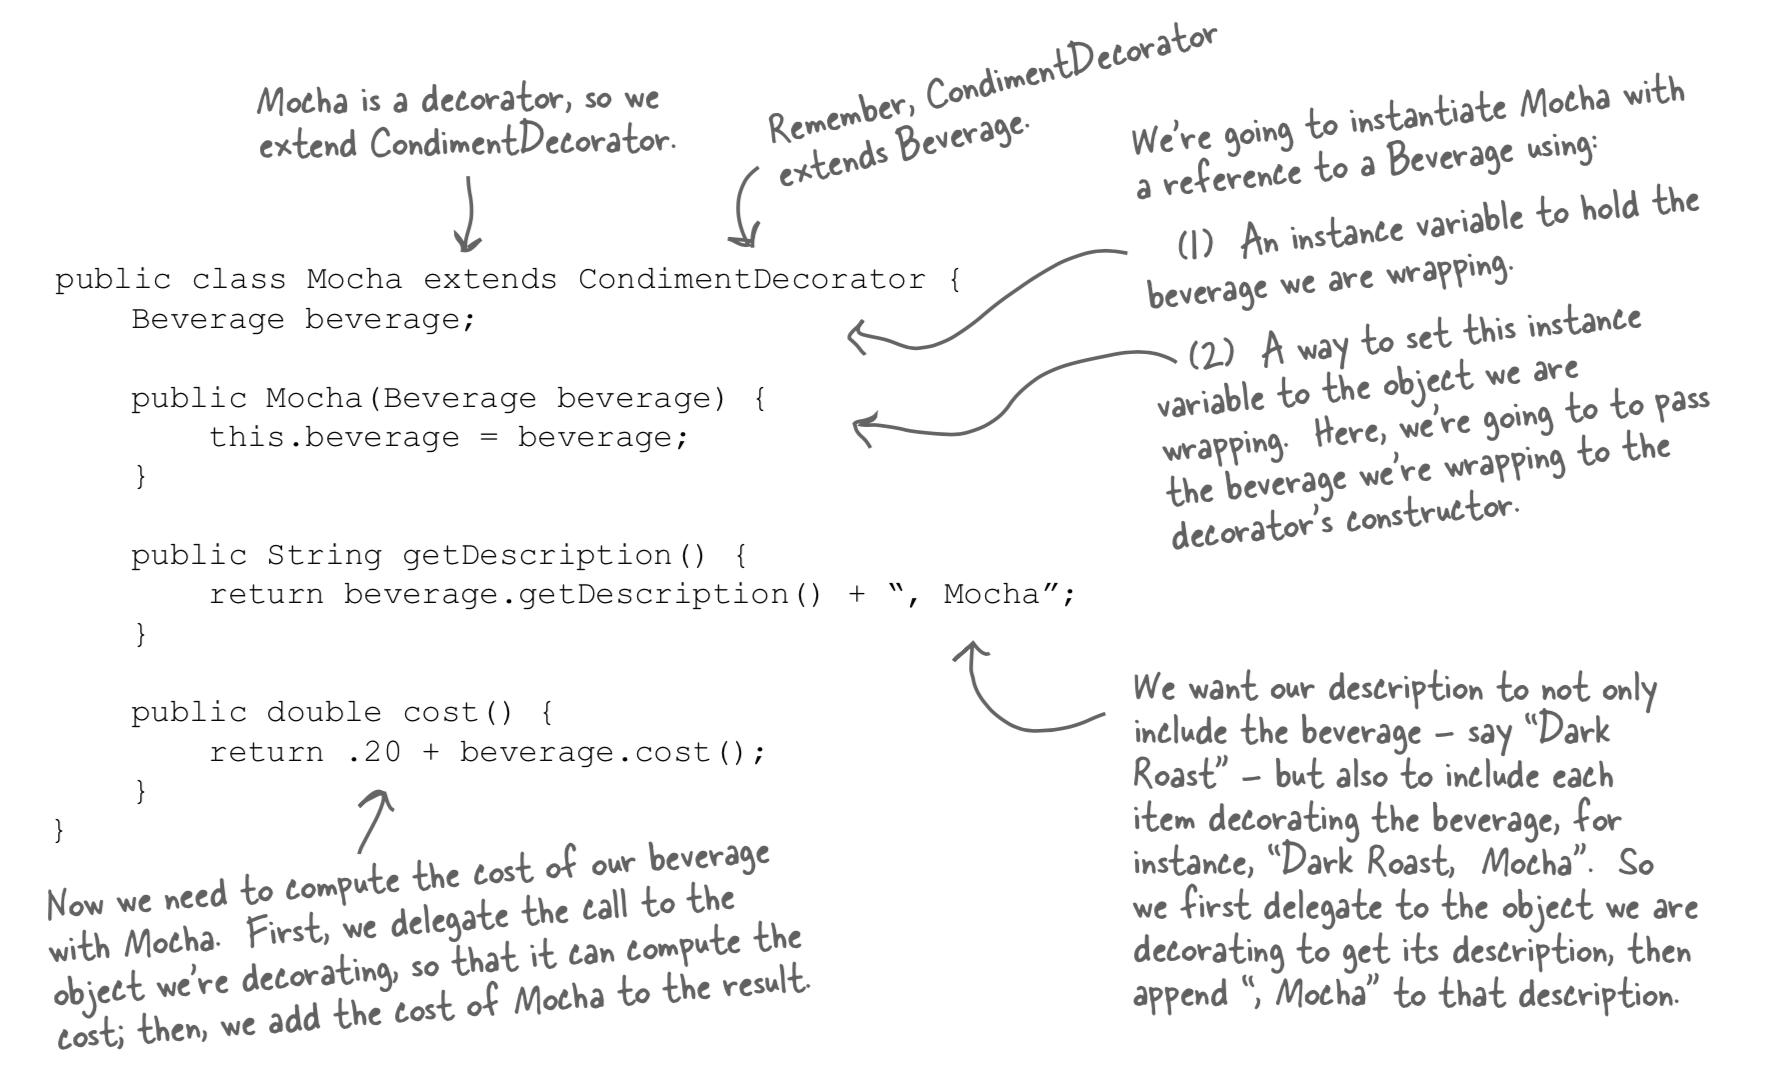 Mocha is a decorator, so we
extend CondimentDecorator.
Remember, CondimentDecorator
extends Beverage.
We're going to instantiate Mocha with
a reference to a Beverage using:
(1) An instance variable to hold the
beverage we are wrapping.
(2) A way to set this instance
variable to the object we are
wrapping. Here, we're going to to pass
the beverage we're wrapping to the
decorator's constructor.
public class Mocha extends CondimentDecorator {
    Beverage beverage;
    public Mocha(Beverage beverage) {
        this.beverage = beverage;
    }
    public String getDescription() {
        return beverage.getDescription() + “, Mocha”;
    }
    public double cost() {
        return .20 + beverage.cost();
    }
}
We want our description to not only
include the beverage – say “Dark
Roast” – but also to include each
item decorating the beverage, for
instance, “Dark Roast, Mocha”. So
we first delegate to the object we are
decorating to get its description, then
append “, Mocha” to that description.
Now we need to compute the cost of our beverage
with Mocha. First, we delegate the call to the
object we're decorating, so that it can compute the
cost; then, we add the cost of Mocha to the result.